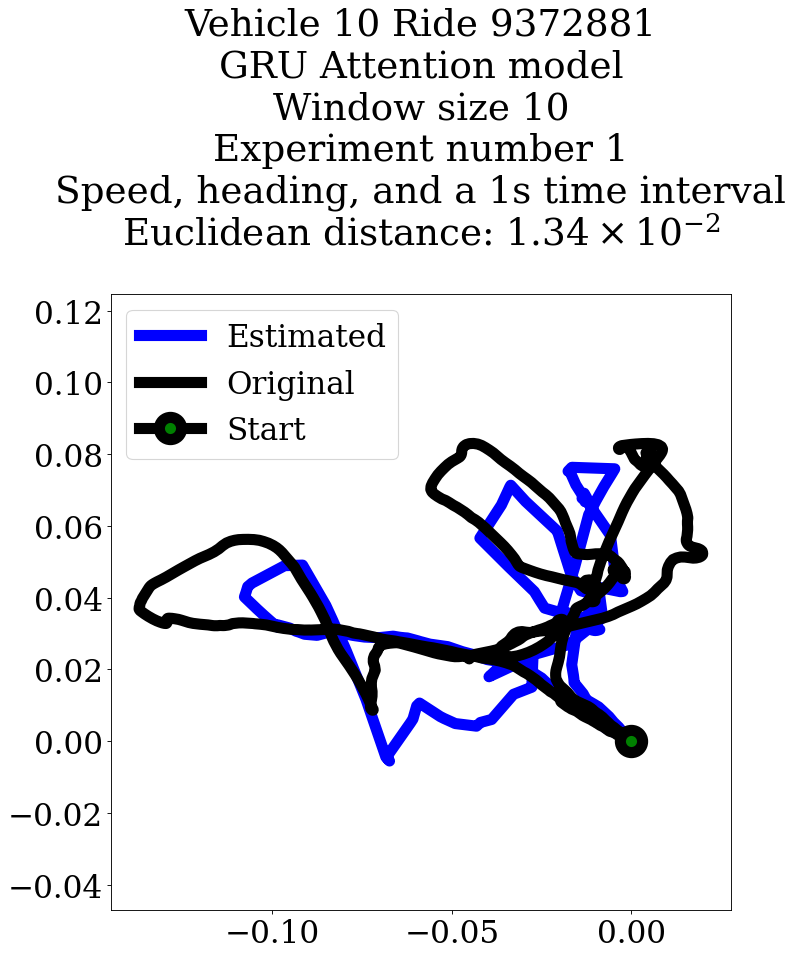 Vehicle 10 Ride 9372881
GRU Attention model
Window size 10
Experiment number 1
Speed, heading, and a 1s time interval
Euclidean distance: 1.34 × 10⁻²
Estimated
Original
Start
0.12
0.10
0.08
0.06
0.04
0.02
0.00
−0.02
−0.04
−0.10
−0.05
0.00